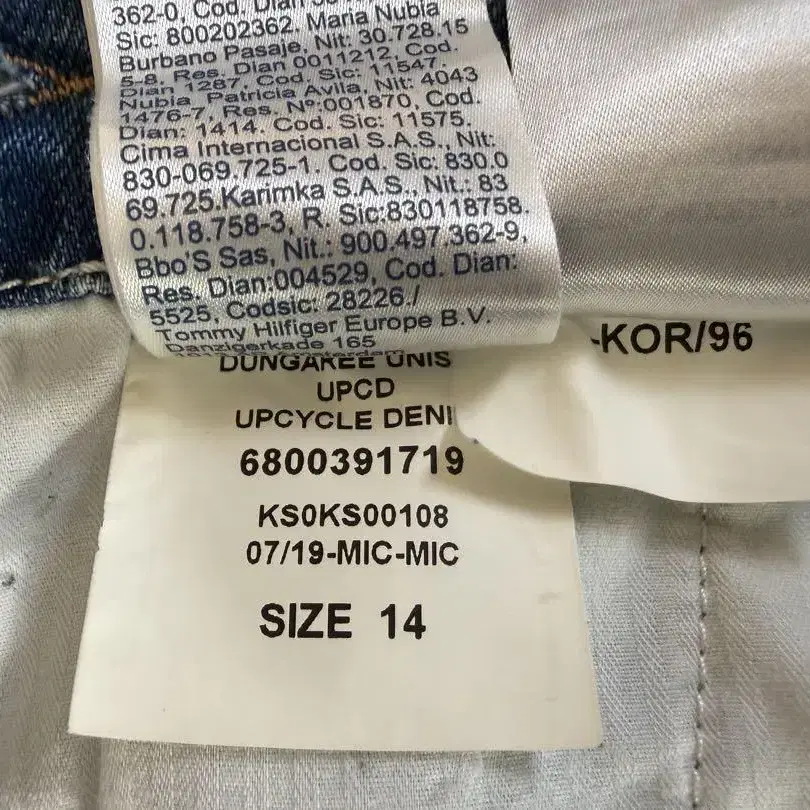 362-0, Cod. Dian
Sic: 800202362. Maria Nubia
Burbano Pasaje, Nit: 30.728.15
5-8. Res. Dian 0011212, Cod.
Dian 1287, Cod. Sic: 11547.
Nubia, Patricia Avila, Nit: 4043
1476-7, Res. Nº:001870, Cod.
Dian: 1414. Cod. Sic: 11575.
Cima Internacional S.A.S., Nit:
830-069.725-1. Cod. Sic: 830.0
69.725.Karimka S.A.S., Nit.: 83
0.118.758-3, R. Sic:830118758.
Bbo'S Sas, Nit.: 900.497.362-9,
Res. Dian:004529, Cod. Dian:
5525, Codsic: 28226./
Tommy Hilfiger Europe B.V.
Danzigerkade 165
-KOR/96
DUNGAREE UNIS
UPCD
UPCYCLE DENI
6800391719
KS0KS00108
07/19-MIC-MIC
SIZE 14